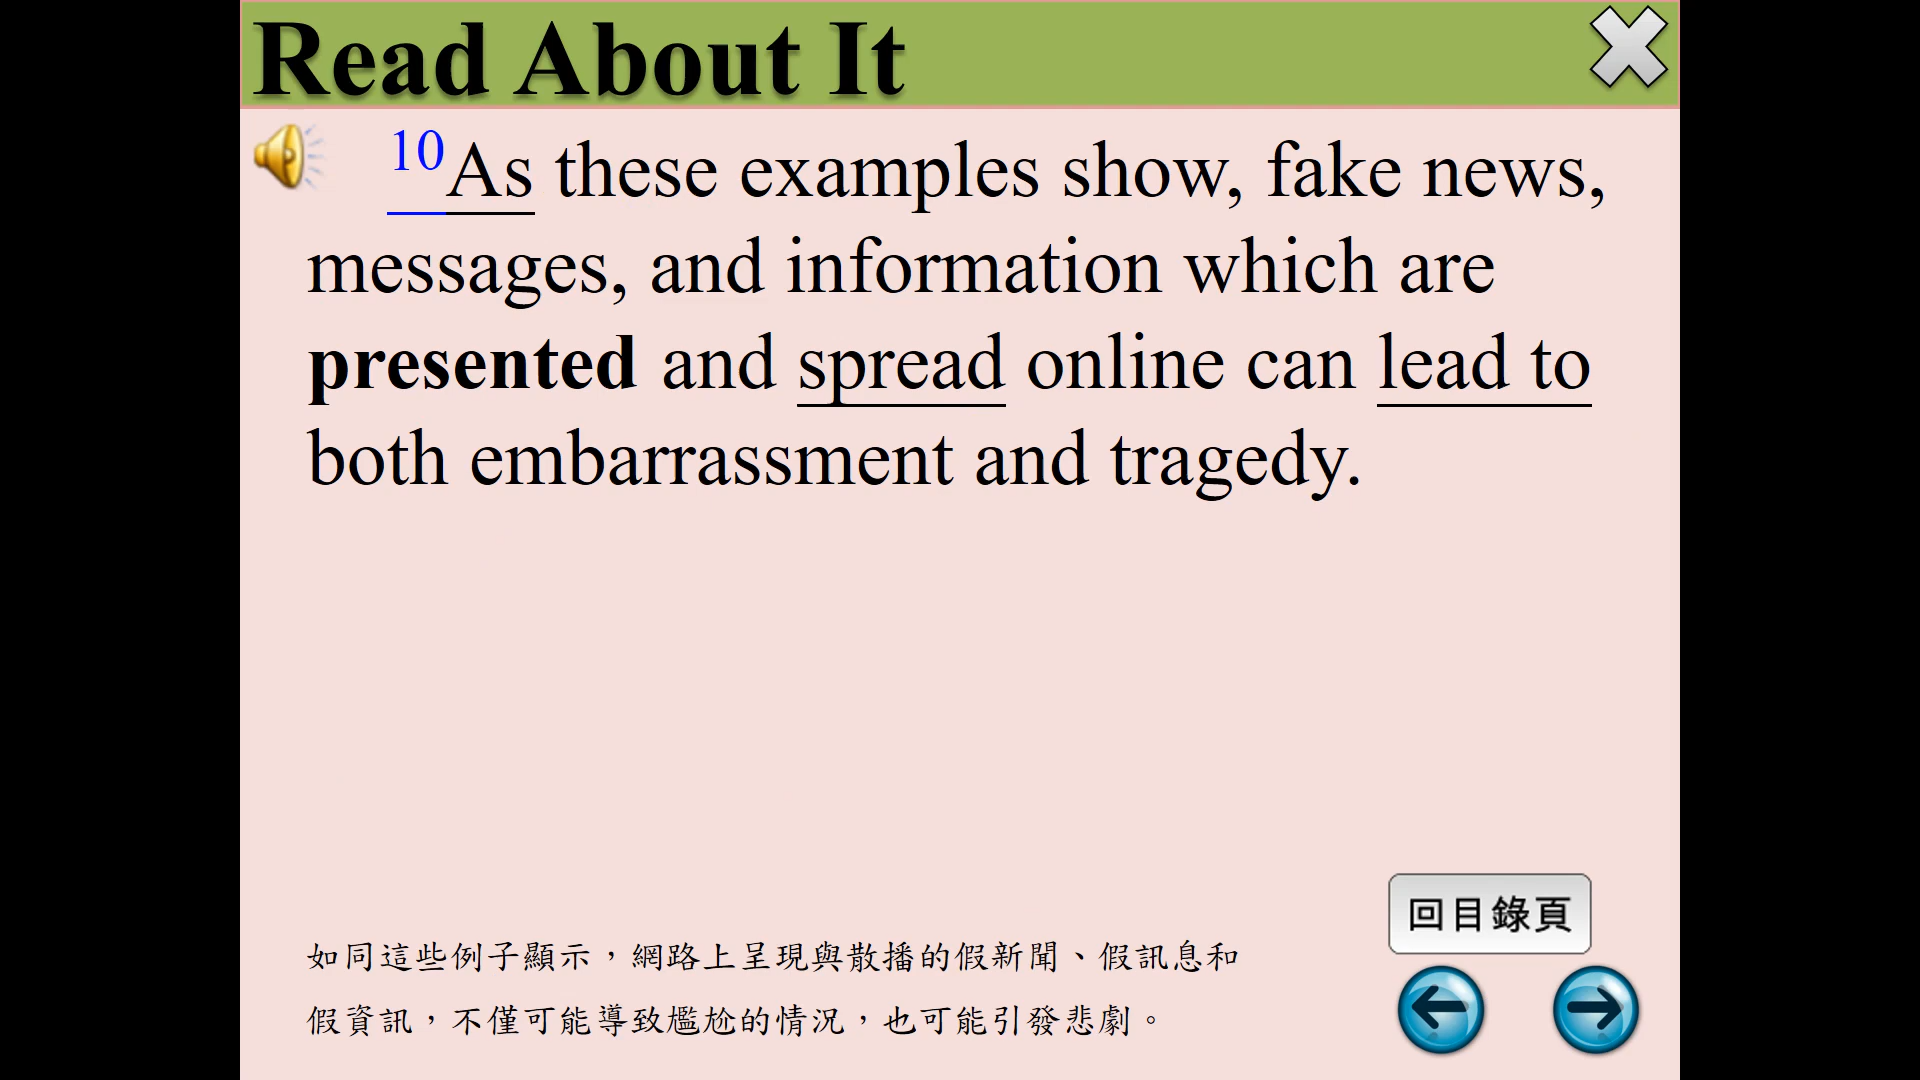 Read About It
10As these examples show, fake news,
messages, and information which are
presented and spread online can lead to
both embarrassment and tragedy.
回目錄頁
如同這些例子顯示，網路上呈現與散播的假新聞、假訊息和
假資訊，不僅可能導致尷尬的情況，也可能引發悲劇。